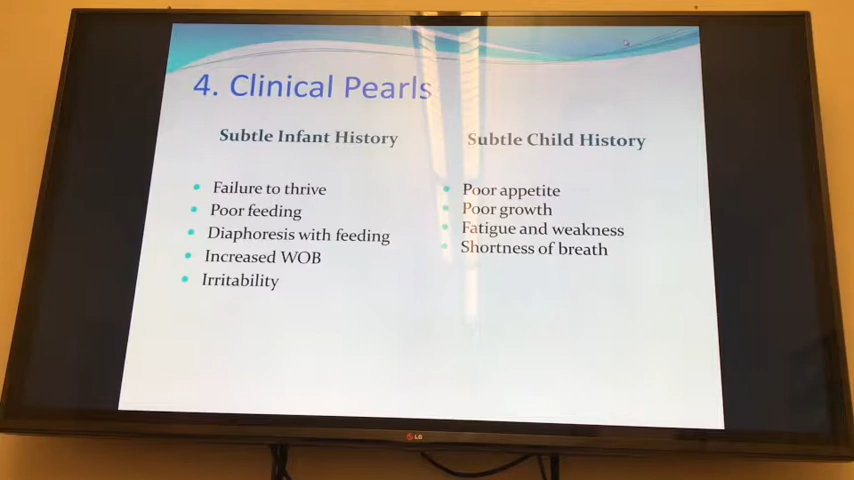 4. Clinical Pearls
Subtle Infant History
Failure to thrive
Poor feeding
Diaphoresis with feeding
Increased WOB
Irritability
Subtle Child History
Poor appetite
Poor growth
Fatigue and weakness
Shortness of breath
LG